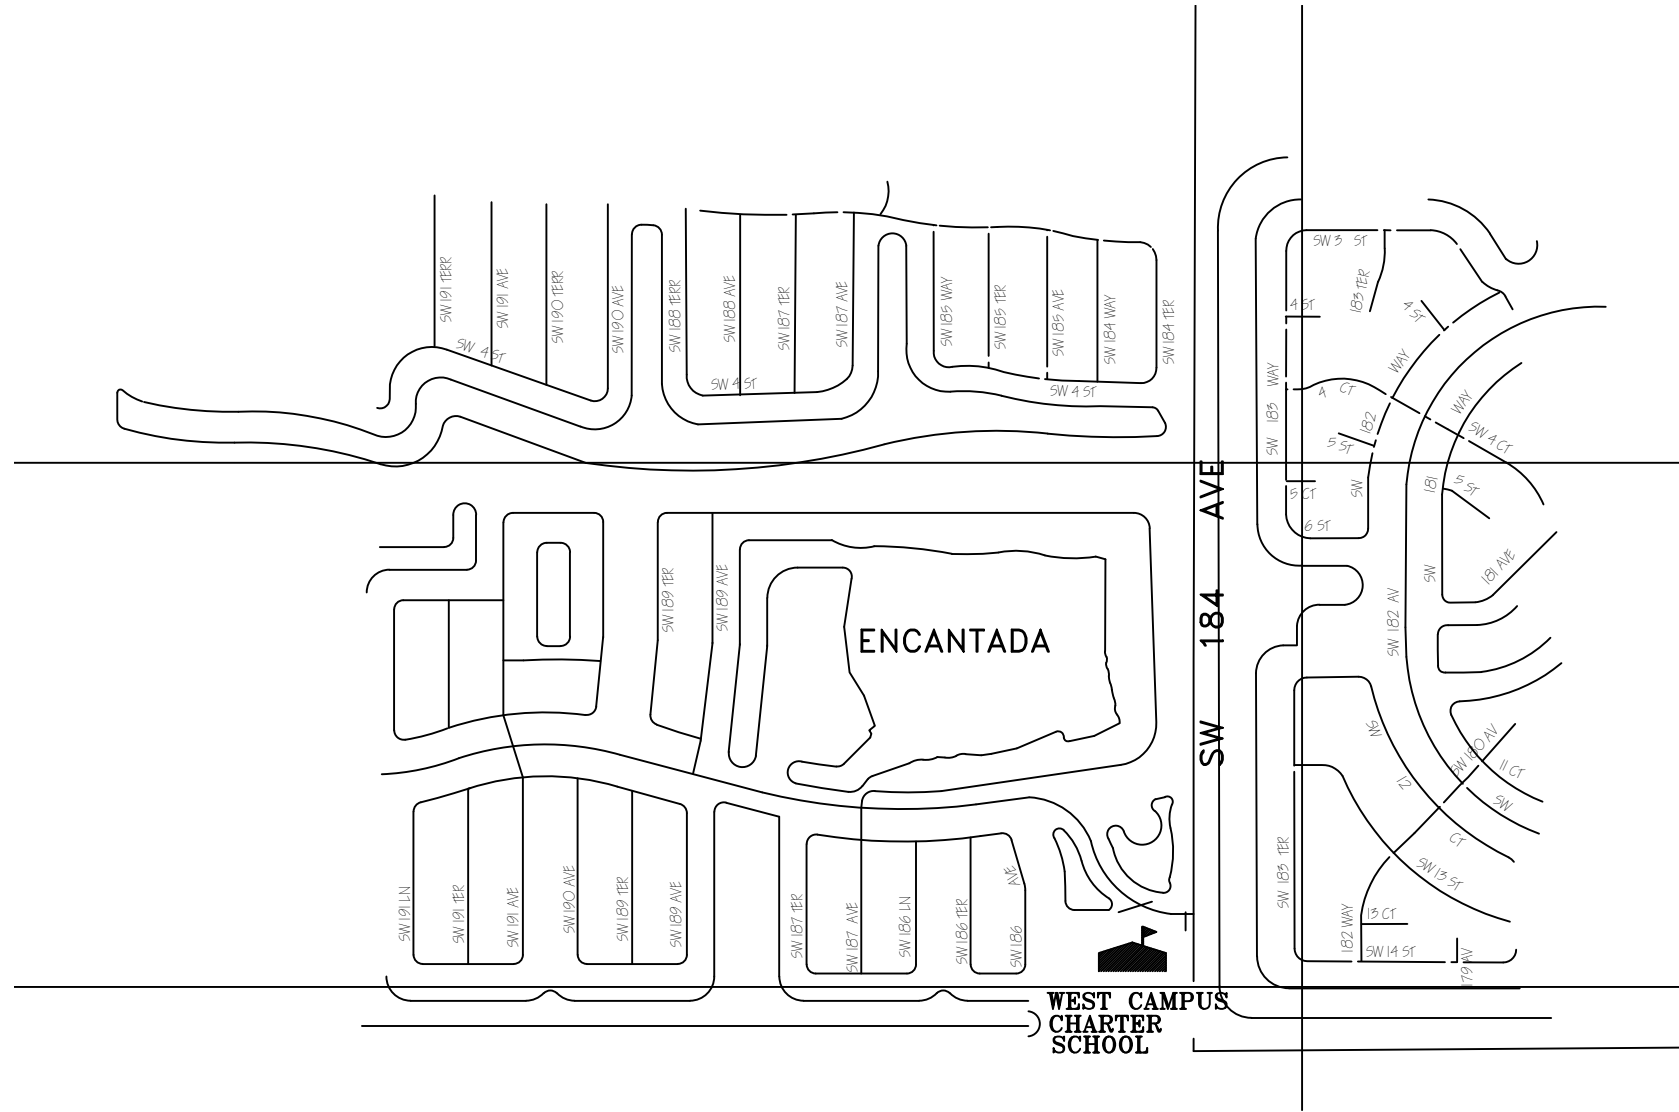 SW 3 ST
SW 191 TERR
SW 191 AVE
SW 190 TERR
SW 190 AVE
SW 188 TERR
SW 188 AVE
SW 187 TER
SW 187 AVE
SW 185 WAY
SW 185 TER
SW 185 AVE
SW 184 WAY
SW 184 TER
4 ST
183 TER
4 ST
SW 4 ST
SW 4 ST
SW 4 ST
SW 183 WAY
4 CT
SW 182 WAY
SW 181 WAY
5 ST
SW 4 CT
5 ST
5 CT
6 ST
181 AVE
SW 184 AVE
SW 189 TER
SW 189 AVE
ENCANTADA
SW 182 AV
SW 12 CT
SW 180 AV
SW 11 CT
SW 183 TER
SW 13 ST
SW 191 LN
SW 191 TER
SW 191 AVE
SW 190 AVE
SW 189 TER
SW 189 AVE
SW 187 TER
SW 187 AVE
SW 186 LN
SW 186 TER
SW 186 AVE
182 WAY
13 CT
SW 14 ST
179 AV
WEST CAMPUS
CHARTER
SCHOOL